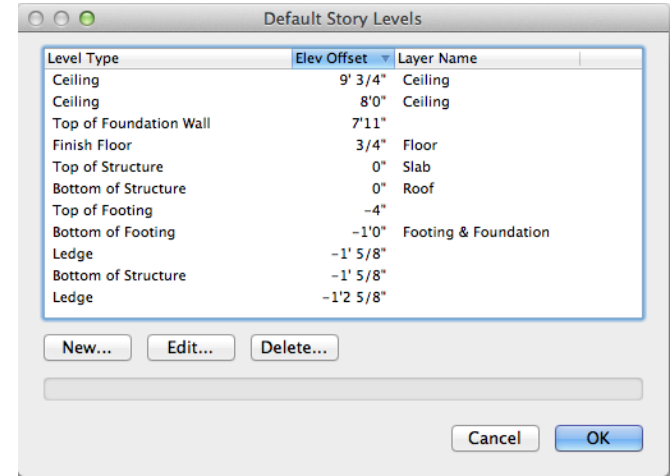 Default Story Levels
Level Type Elev Offset Layer Name
Ceiling 9' 3/4" Ceiling
Ceiling 8'0" Ceiling
Top of Foundation Wall 7'11"
Finish Floor 3/4" Floor
Top of Structure 0" Slab
Bottom of Structure 0" Roof
Top of Footing -4"
Bottom of Footing -1'0" Footing & Foundation
Ledge -1' 5/8"
Bottom of Structure -1' 5/8"
Ledge -1'2 5/8"
New... Edit... Delete...
Cancel OK